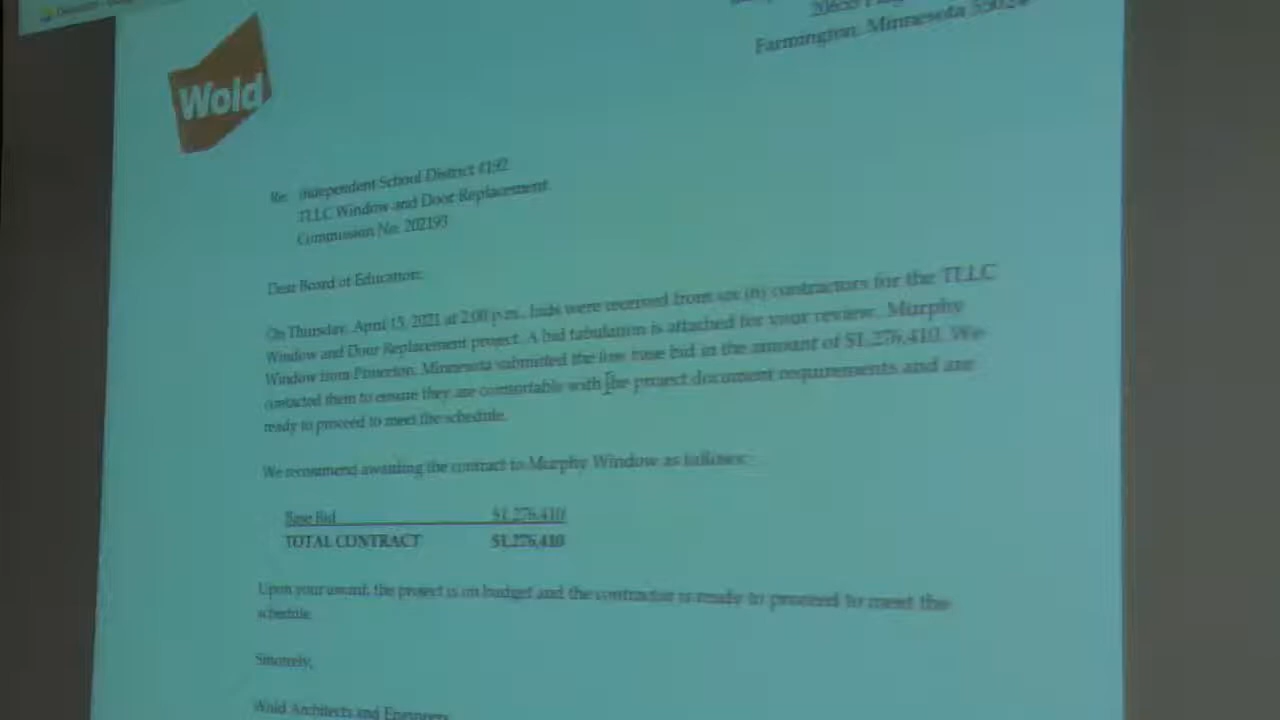 Farmington, Minnesota
Wold
Re: Independent School District #192
TLLC Window and Door Replacement
Commission No. 202193
Dear Board of Education:
On Thursday, April 15, 2021 at 2:00 p.m., bids were received from six (6) contractors for the TLLC
Window and Door Replacement project. A bid tabulation is attached for your review. Murphy
Window from Princeton, Minnesota submitted the low base bid in the amount of $1,276,410. We
contacted them to ensure they are comfortable with the project document requirements and are
ready to proceed to meet the schedule.
We recommend awarding the contract to Murphy Window as follows:
Base Bid $1,276,410
TOTAL CONTRACT $1,276,410
Upon your award, the project is on budget and the contractor is ready to proceed to meet the
schedule.
Sincerely,
Wold Architects and Engineers